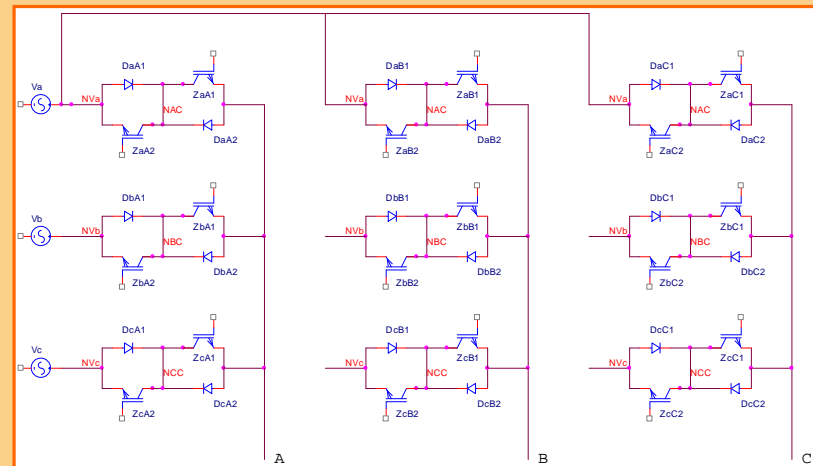 DaA1
DaB1
DaC1
Va
ZaA1
ZaB1
ZaC1
NVa
NAC
NVa
NAC
NVa
NAC
DaA2
DaB2
DaC2
ZaA2
ZaB2
ZaC2
DbA1
DbB1
DbC1
Vb
ZbA1
ZbB1
ZbC1
NVb
NBC
NVb
NBC
NVb
NBC
DbA2
DbB2
DbC2
ZbA2
ZbB2
ZbC2
DcA1
DcB1
DcC1
Vc
ZcA1
ZcB1
ZcC1
NVc
NCC
NVc
NCC
NVc
NCC
DcA2
DcB2
DcC2
ZcA2
ZcB2
ZcC2
A
B
C